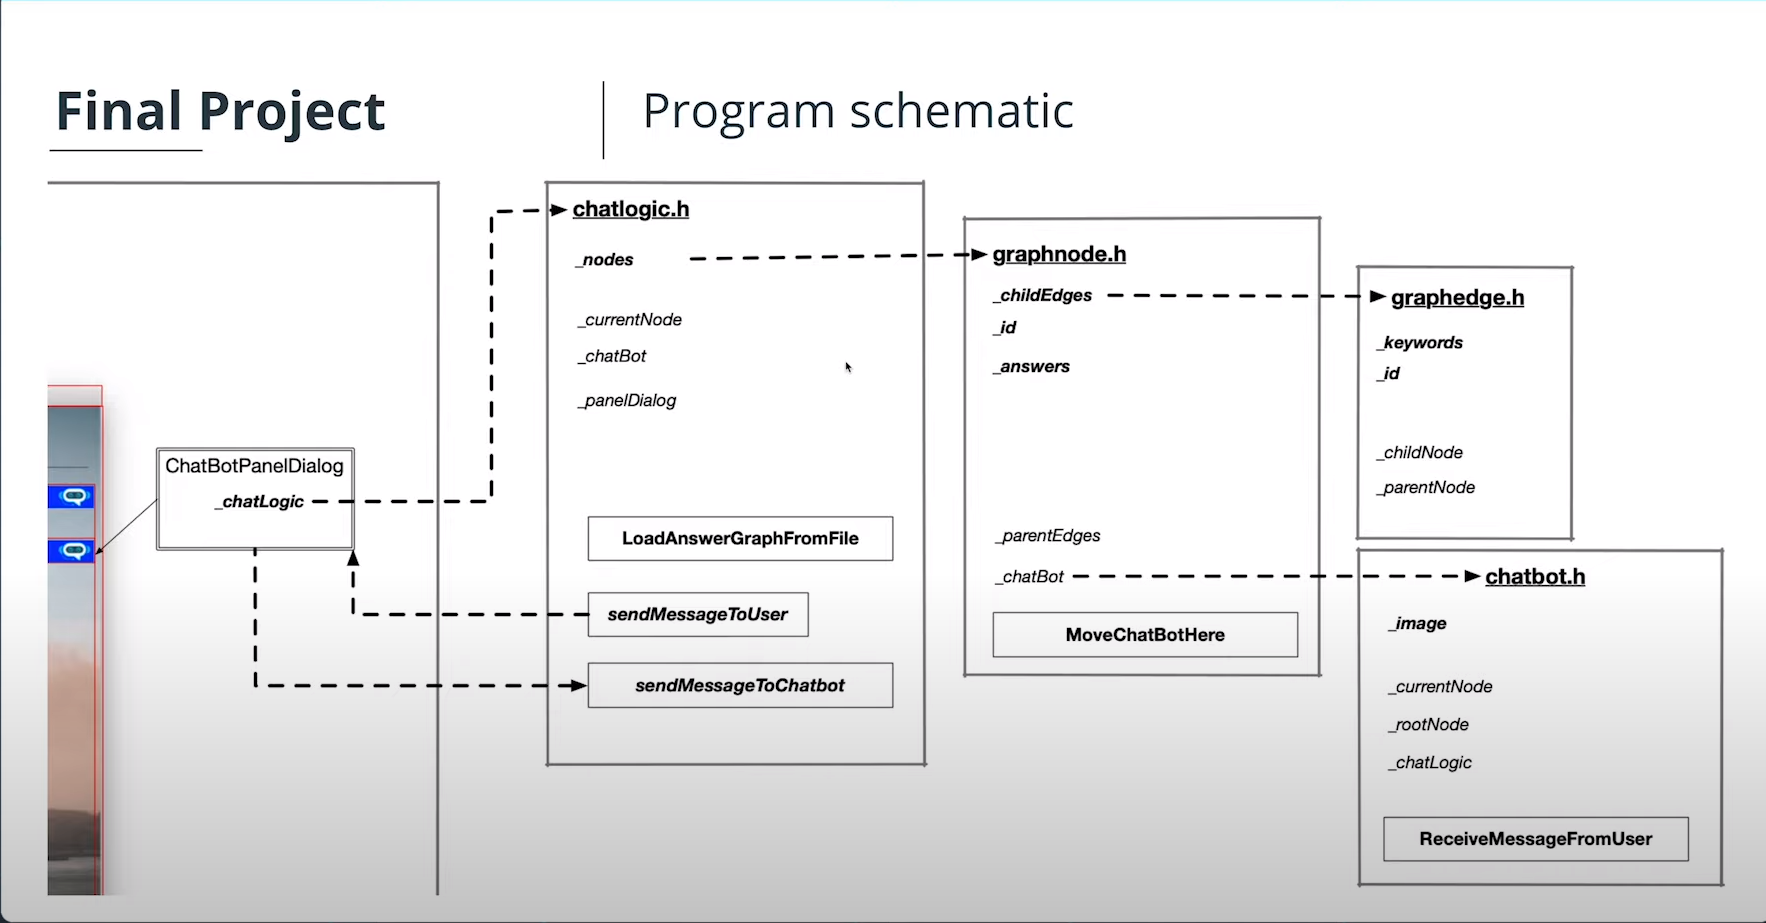 Final Project
Program schematic
ChatBotPanelDialog
_chatLogic
chatlogic.h
_nodes
_currentNode
_chatBot
_panelDialog
LoadAnswerGraphFromFile
sendMessageToUser
sendMessageToChatbot
graphnode.h
_childEdges
_id
_answers
_parentEdges
_chatBot
MoveChatBotHere
graphedge.h
_keywords
_id
_childNode
_parentNode
chatbot.h
_image
_currentNode
_rootNode
_chatLogic
ReceiveMessageFromUser